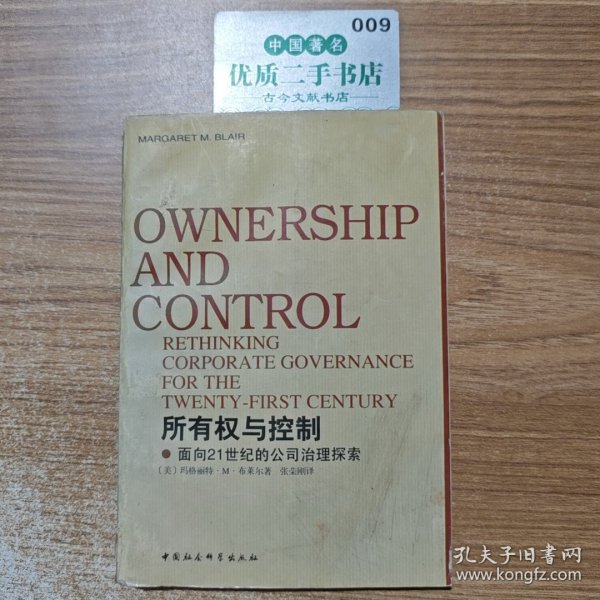 009
中国著名
优质二手书店
古今文献书店
MARGARET M. BLAIR
OWNERSHIP
AND
CONTROL
RETHINKING
CORPORATE GOVERNANCE
FOR THE
TWENTY-FIRST CENTURY
所有权与控制
● 面向21世纪的公司治理探索
〔美〕玛格丽特·M·布莱尔著 张荣刚译
中国社会科学出版社
孔夫子旧书网
www.kongfz.com